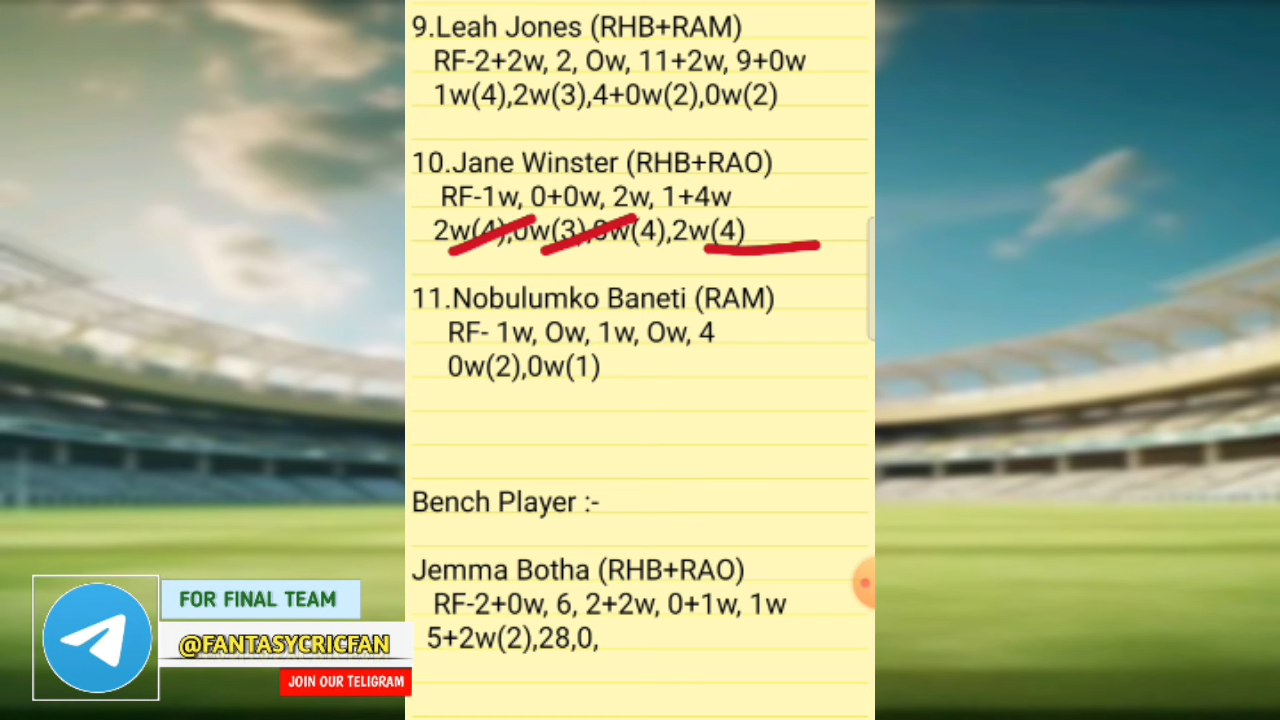 9.Leah Jones (RHB+RAM)
RF-2+2w, 2, Ow, 11+2w, 9+0w
1w(4),2w(3),4+0w(2),0w(2)
10.Jane Winster (RHB+RAO)
RF-1w, 0+0w, 2w, 1+4w
2w(4),0w(3),3w(4),2w(4)
11.Nobulumko Baneti (RAM)
RF- 1w, Ow, 1w, Ow, 4
0w(2),0w(1)
Bench Player :-
Jemma Botha (RHB+RAO)
RF-2+0w, 6, 2+2w, 0+1w, 1w
5+2w(2),28,0,
FOR FINAL TEAM
@FANTASYCRICFAN
JOIN OUR TELIGRAM